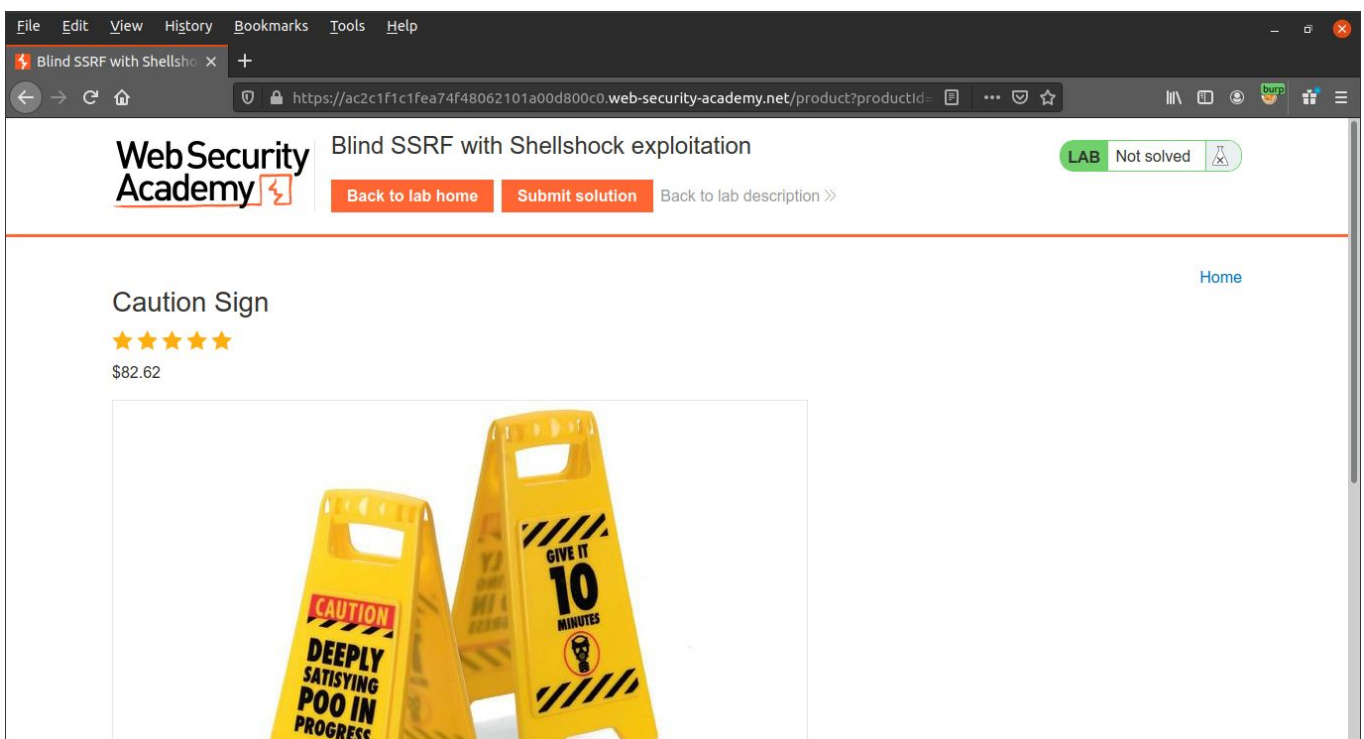 File Edit View History Bookmarks Tools Help
Blind SSRF with Shellsho
https://ac2c1f1c1fea74f48062101a00d800c0.web-security-academy.net/product?productId=
burp
Web Security
Academy
Blind SSRF with Shellshock exploitation
Back to lab home
Submit solution
Back to lab description
LAB Not solved
Home
Caution Sign
$82.62
CAUTION
DEEPLY
SATISYING
POO IN
PROGRESS
GIVE IT
10
MINUTES